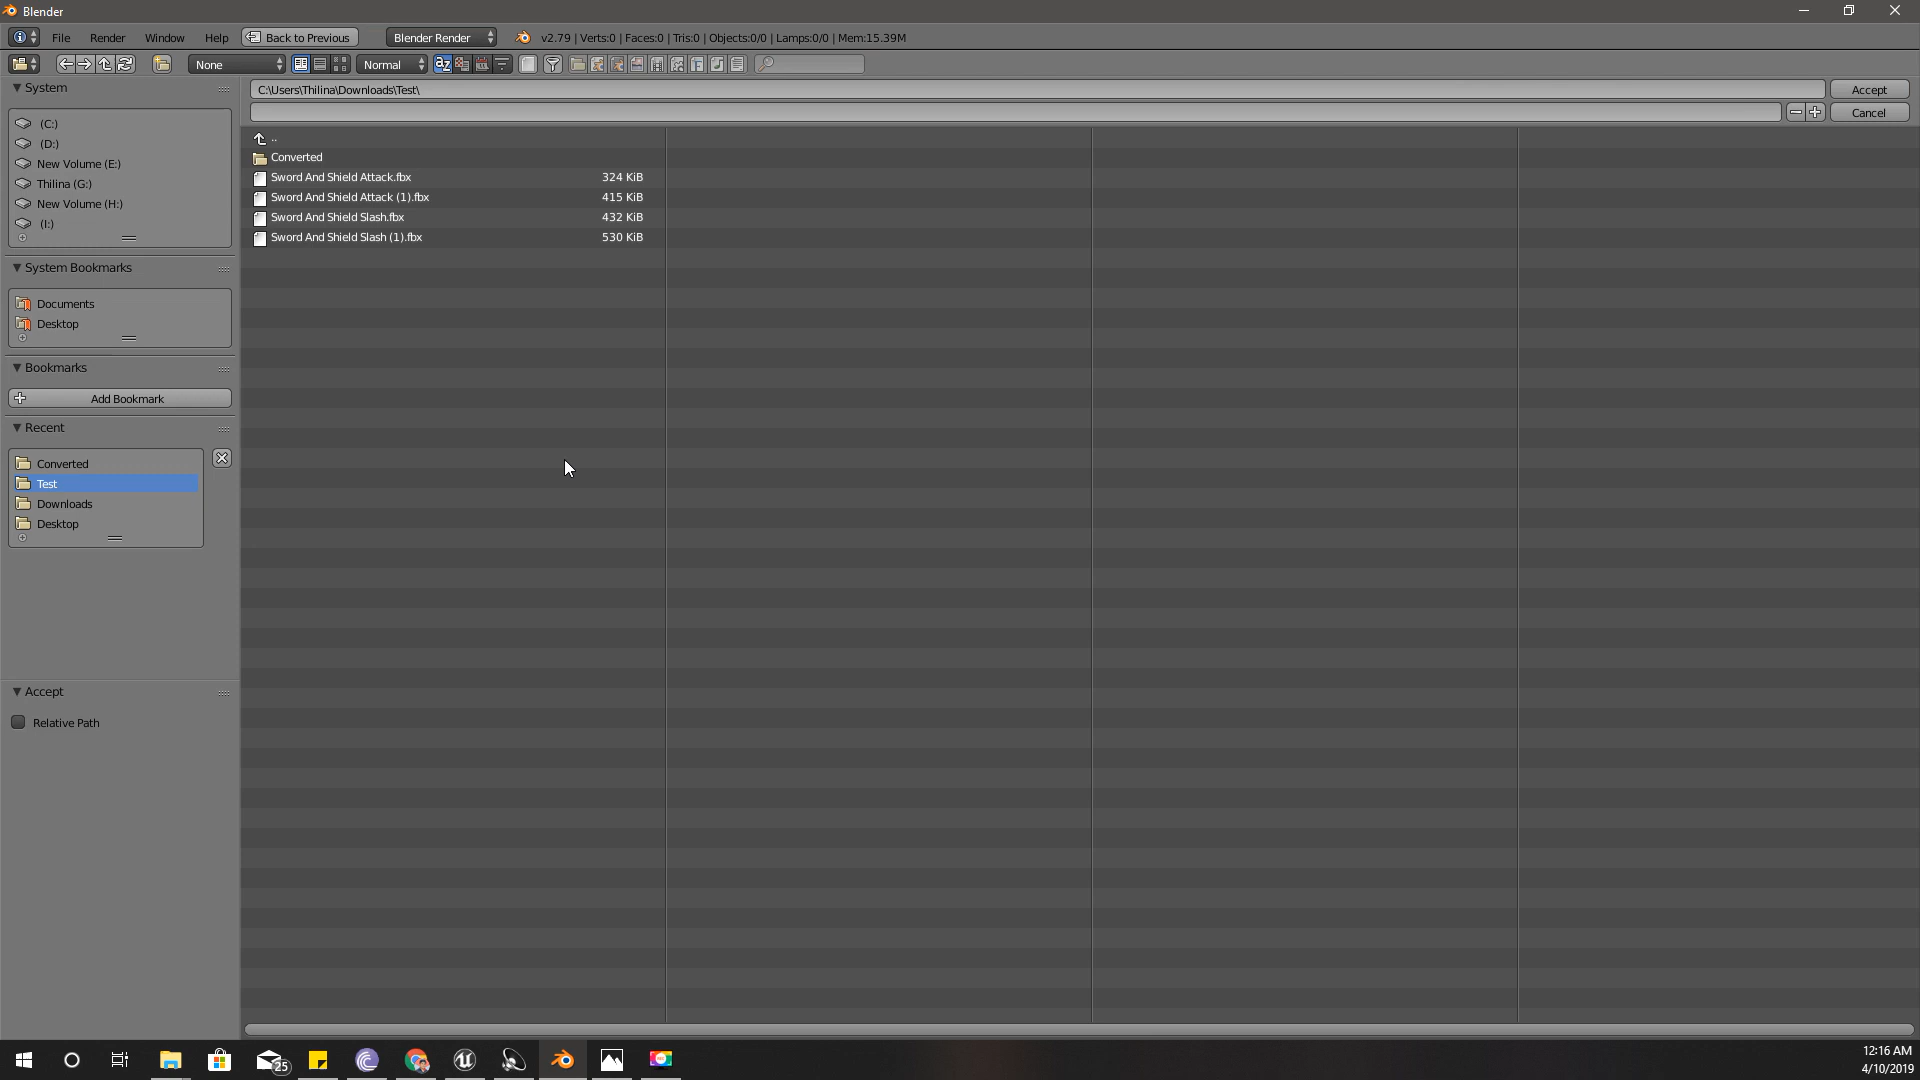 Blender
File Render Window Help Back to Previous Blender Render v2.79 | Verts:0 | Faces:0 | Tris:0 | Objects:0/0 | Lamps:0/0 | Mem:15.39M
None Normal
System
C:\Users\Thilina\Downloads\Test\ Accept
Cancel
(C:)
(D:)
New Volume (E:)
Thilina (G:)
New Volume (H:)
(I:)
..
Converted
Sword And Shield Attack.fbx 324 KiB
Sword And Shield Attack (1).fbx 415 KiB
Sword And Shield Slash.fbx 432 KiB
Sword And Shield Slash (1).fbx 530 KiB
System Bookmarks
Documents
Desktop
Bookmarks
Add Bookmark
Recent
Converted
Test
Downloads
Desktop
Accept
Relative Path
25
12:16 AM
4/10/2019